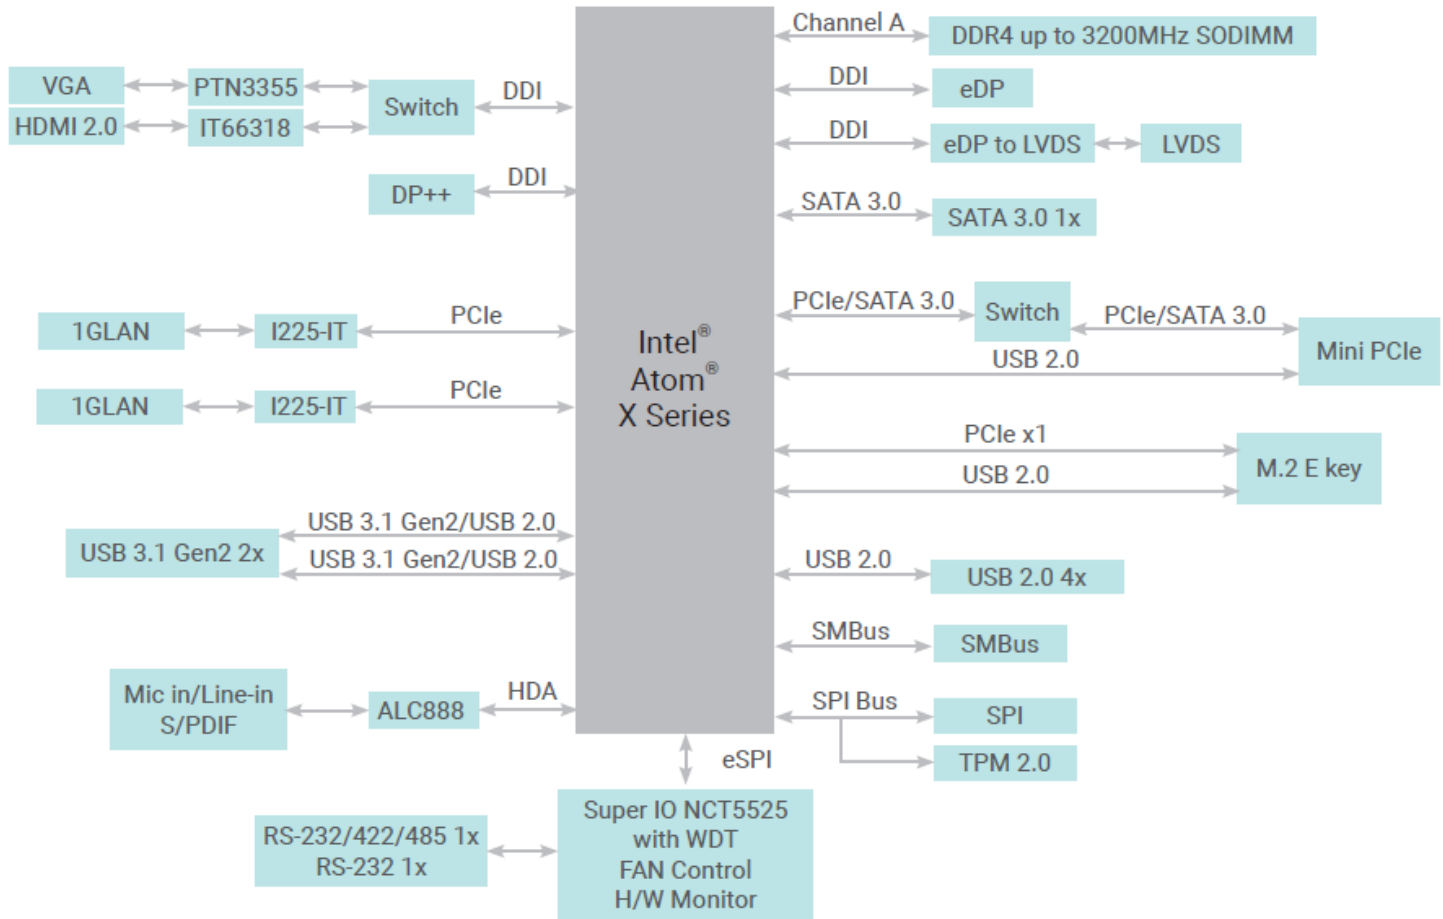 Channel A
DDR4 up to 3200MHz SODIMM
VGA
PTN3355
Switch
DDI
DDI
eDP
HDMI 2.0
IT66318
DDI
eDP to LVDS
LVDS
DP++
DDI
SATA 3.0
SATA 3.0 1x
1GLAN
I225-IT
PCIe
Intel®
Atom®
X Series
PCIe/SATA 3.0
Switch
PCIe/SATA 3.0
Mini PCIe
USB 2.0
1GLAN
I225-IT
PCIe
PCIe x1
M.2 E key
USB 2.0
USB 3.1 Gen2 2x
USB 3.1 Gen2/USB 2.0
USB 3.1 Gen2/USB 2.0
USB 2.0
USB 2.0 4x
SMBus
SMBus
Mic in/Line-in
S/PDIF
ALC888
HDA
SPI Bus
SPI
TPM 2.0
eSPI
Super IO NCT5525
with WDT
FAN Control
H/W Monitor
RS-232/422/485 1x
RS-232 1x